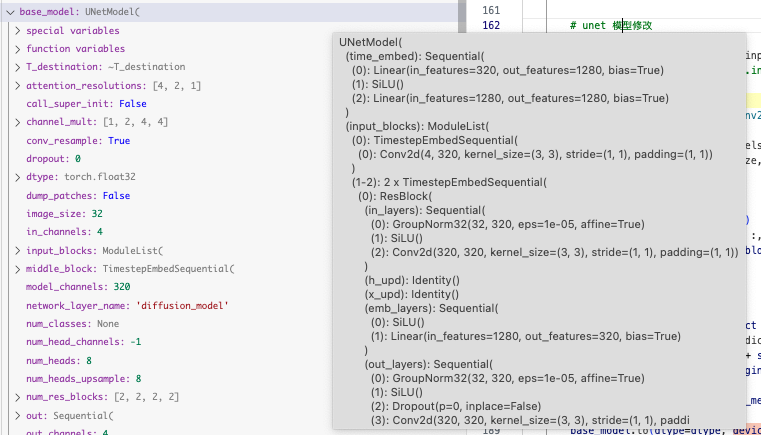 base_model: UNetModel(
special variables
function variables
T_destination: ~T_destination
attention_resolutions: [4, 2, 1]
call_super_init: False
channel_mult: [1, 2, 4, 4]
conv_resample: True
dropout: 0
dtype: torch.float32
dump_patches: False
image_size: 32
in_channels: 4
input_blocks: ModuleList(
middle_block: TimestepEmbedSequential(
model_channels: 320
network_layer_name: 'diffusion_model'
num_classes: None
num_head_channels: -1
num_heads: 8
num_heads_upsample: 8
num_res_blocks: [2, 2, 2, 2]
out: Sequential(
out_channels: 4
161
162 # unet 模型修改
UNetModel(
(time_embed): Sequential(
(0): Linear(in_features=320, out_features=1280, bias=True)
(1): SiLU()
(2): Linear(in_features=1280, out_features=1280, bias=True)
)
(input_blocks): ModuleList(
(0): TimestepEmbedSequential(
(0): Conv2d(4, 320, kernel_size=(3, 3), stride=(1, 1), padding=(1, 1))
)
(1-2): 2 x TimestepEmbedSequential(
(0): ResBlock(
(in_layers): Sequential(
(0): GroupNorm32(32, 320, eps=1e-05, affine=True)
(1): SiLU()
(2): Conv2d(320, 320, kernel_size=(3, 3), stride=(1, 1), padding=(1, 1))
)
(h_upd): Identity()
(x_upd): Identity()
(emb_layers): Sequential(
(0): SiLU()
(1): Linear(in_features=1280, out_features=320, bias=True)
)
(out_layers): Sequential(
(0): GroupNorm32(32, 320, eps=1e-05, affine=True)
(1): SiLU()
(2): Dropout(p=0, inplace=False)
(3): Conv2d(320, 320, kernel_size=(3, 3), stride=(1, 1), paddi
189 base_model.to(dtype=dtype, devic